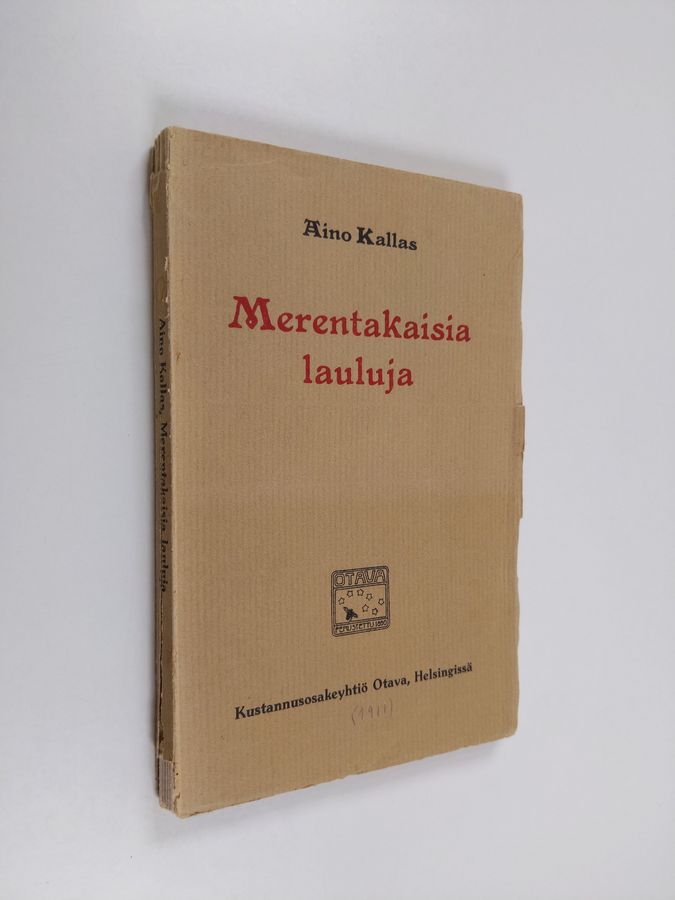 Aino Kallas
Merentakaisia
lauluja
OTAVA
PERUSTETTU 1890
Kustannusosakeyhtiö Otava, Helsingissä
(1911)
Aino Kallas, Merentakaisia lauluja